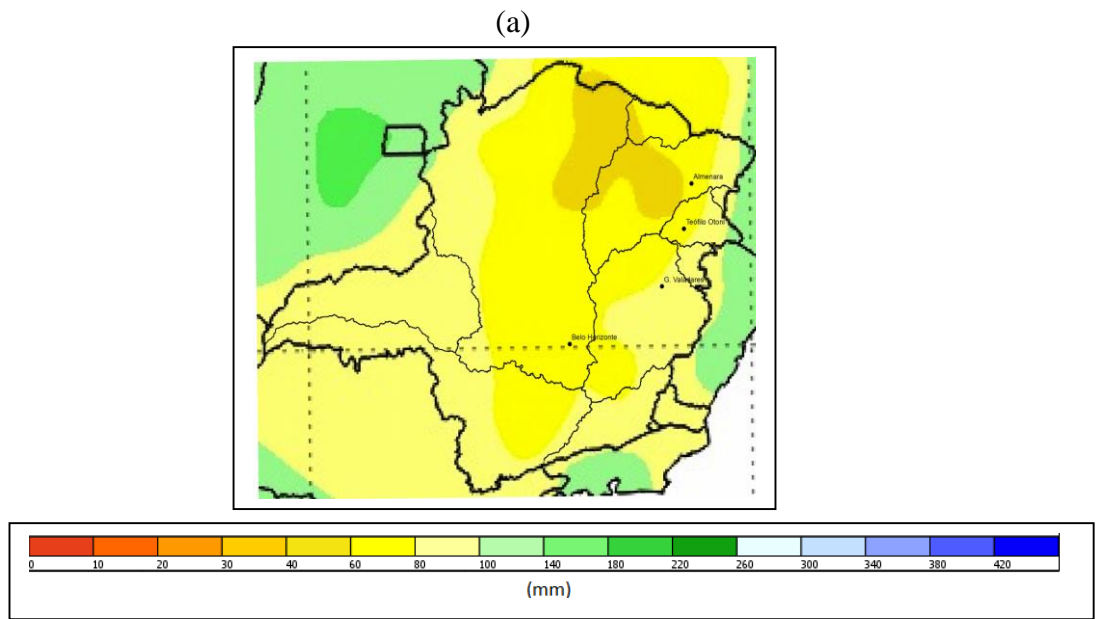 (a)
Almenara
Teófilo Otoni
G. Valadares
Belo Horizonte
0 10 20 30 40 60 80 100 140 180 220 260 300 340 380 420
(mm)